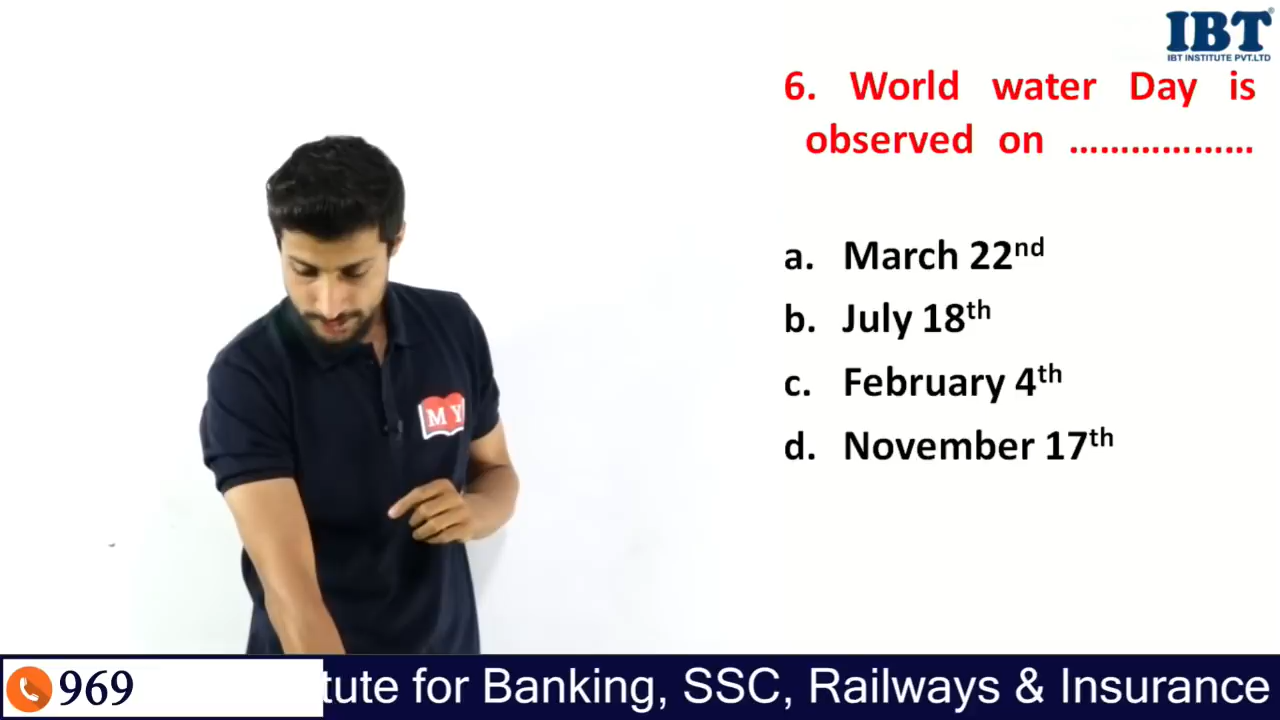 IBT
IBT INSTITUTE PVT.LTD
6. World water Day is
observed on ..................
a. March 22nd
b. July 18th
c. February 4th
d. November 17th
M Y
969
tute for Banking, SSC, Railways & Insurance